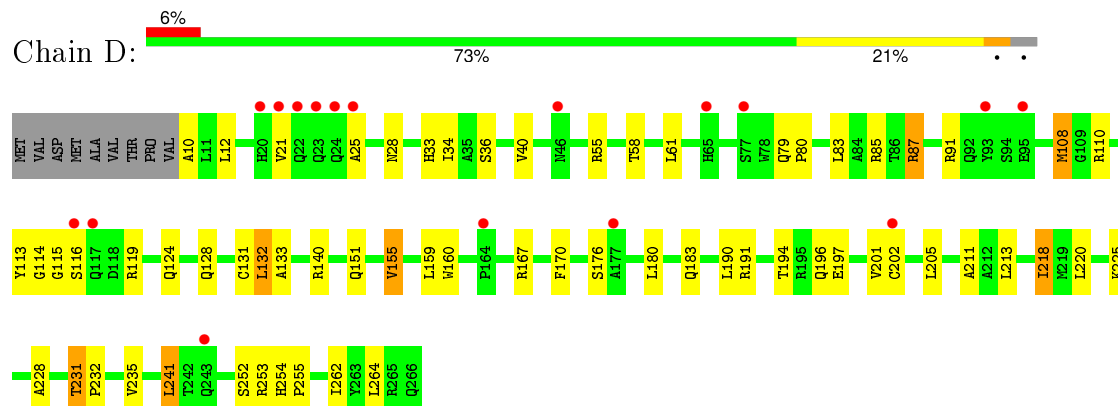 6%
Chain D:
73% 21% • •
MET VAL ASP MET ALA VAL THR PRO VAL A10 L11 L12 H20 V21 Q22 Q23 Q24 A25 N28 H33 I34 A35 S36 V40 N46 R55 T58 L61 H65 S77 W78 Q79 P80 L83 A84 R85 T86 R87 R91 Q92 Y93 S94 E95 M108 G109 R110
Y113 G114 G115 S116 Q117 D118 R119 Q124 Q128 C131 L132 A133 R140 Q151 V155 L159 W160 P164 R167 F170 S176 A177 L180 Q183 L190 R191 T194 R195 Q196 E197 V201 C202 L205 A211 A212 L213 I218 M219 L220 K225
A228 T231 P232 V235 L241 T242 Q243 S252 R253 H254 P255 I262 Y263 L264 R265 Q266